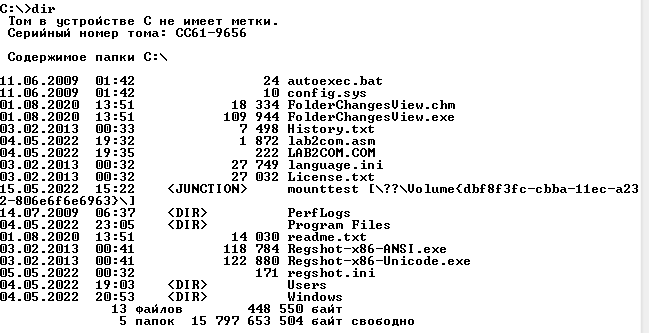 C:\>dir
Том в устройстве C не имеет метки.
Серийный номер тома: CC61-9656
Содержимое папки C:\
11.06.2009 01:42 24 autoexec.bat
11.06.2009 01:42 10 config.sys
01.08.2020 13:51 18 334 FolderChangesView.chm
01.08.2020 13:51 109 944 FolderChangesView.exe
03.02.2013 00:33 7 498 History.txt
04.05.2022 19:32 1 872 lab2com.asm
04.05.2022 19:35 222 LAB2COM.COM
03.02.2013 00:32 27 749 language.ini
03.02.2013 00:32 27 032 License.txt
15.05.2022 15:22 <JUNCTION> mounttest [\??\Volume{dbf8f3fc-cbba-11ec-a23
2-806e6f6e6963}\]
14.07.2009 06:37 <DIR> PerfLogs
04.05.2022 23:05 <DIR> Program Files
01.08.2020 13:51 14 030 readme.txt
03.02.2013 00:41 118 784 Regshot-x86-ANSI.exe
03.02.2013 00:41 122 880 Regshot-x86-Unicode.exe
05.05.2022 00:32 171 regshot.ini
04.05.2022 19:03 <DIR> Users
04.05.2022 20:53 <DIR> Windows
13 файлов 448 550 байт
5 папок 15 797 653 504 байт свободно